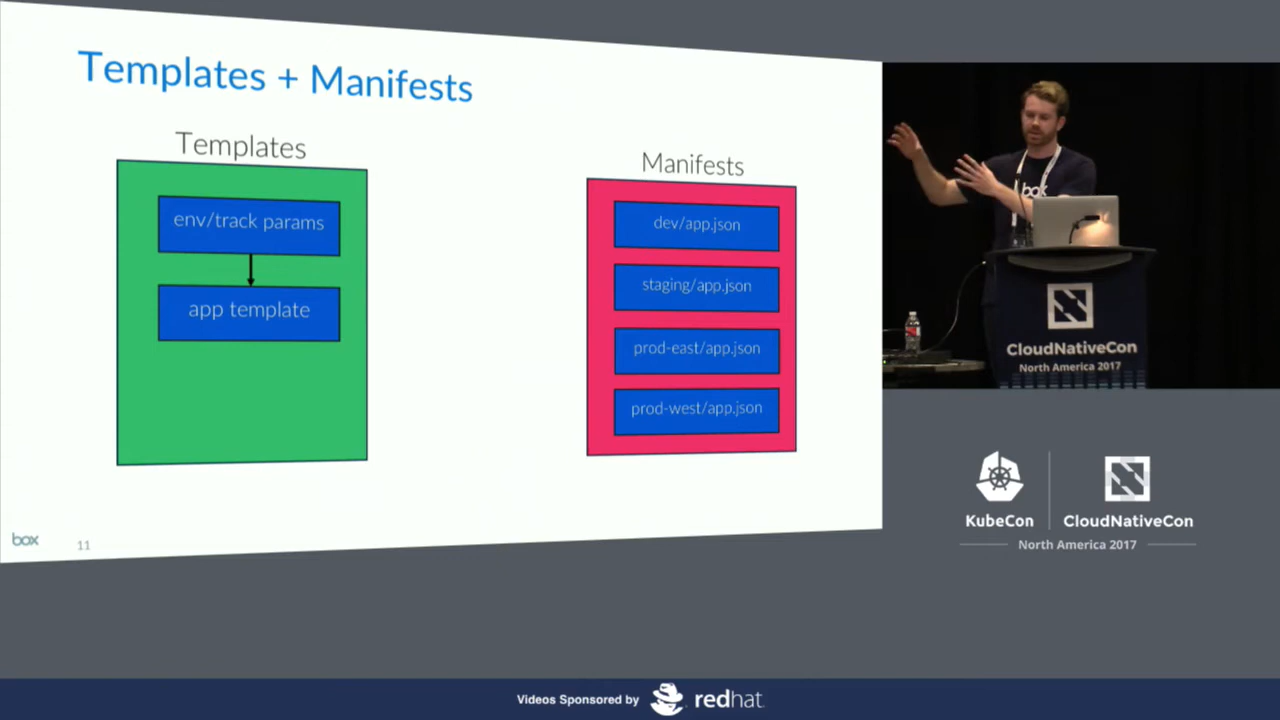 Templates + Manifests
Templates
env/track params
app template
Manifests
dev/app.json
staging/app.json
prod-east/app.json
prod-west/app.json
box
11
box
CloudNativeCon
North America 2017
KubeCon
CloudNativeCon
North America 2017
Videos Sponsored by
redhat